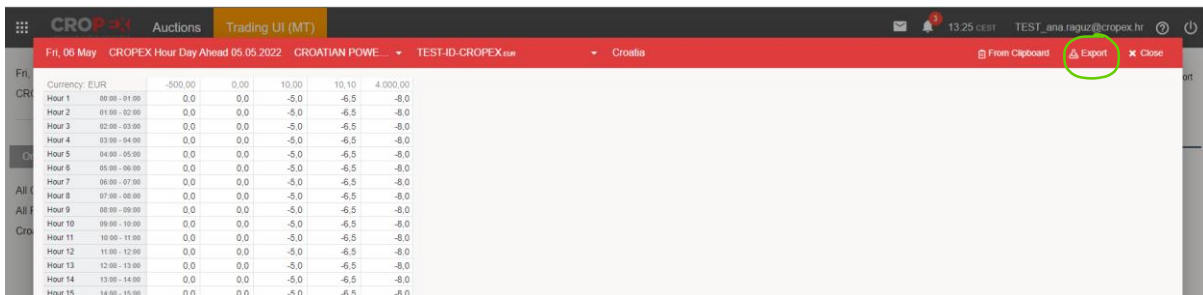 CROPEX Auctions Trading UI (MT) 3 13:25 CEST TEST_ana.raguz@cropex.hr
Fri, 06 May CROPEX Hour Day Ahead 05.05.2022 CROATIAN POWE... TEST-ID-CROPEX EUR Croatia From Clipboard Export Close
Fri,
CRO
ort
Currency: EUR -500,00 0,00 10,00 10,10 4.000,00
Hour 1 00:00 - 01:00 0,0 0,0 -5,0 -6,5 -8,0
Hour 2 01:00 - 02:00 0,0 0,0 -5,0 -6,5 -8,0
Hour 3 02:00 - 03:00 0,0 0,0 -5,0 -6,5 -8,0
Hour 4 03:00 - 04:00 0,0 0,0 -5,0 -6,5 -8,0
Hour 5 04:00 - 05:00 0,0 0,0 -5,0 -6,5 -8,0
Hour 6 05:00 - 06:00 0,0 0,0 -5,0 -6,5 -8,0
Hour 7 06:00 - 07:00 0,0 0,0 -5,0 -6,5 -8,0
All
Hour 8 07:00 - 08:00 0,0 0,0 -5,0 -6,5 -8,0
Hour 9 08:00 - 09:00 0,0 0,0 -5,0 -6,5 -8,0
All
Hour 10 09:00 - 10:00 0,0 0,0 -5,0 -6,5 -8,0
Cro
Hour 11 10:00 - 11:00 0,0 0,0 -5,0 -6,5 -8,0
Hour 12 11:00 - 12:00 0,0 0,0 -5,0 -6,5 -8,0
Hour 13 12:00 - 13:00 0,0 0,0 -5,0 -6,5 -8,0
Hour 14 13:00 - 14:00 0,0 0,0 -5,0 -6,5 -8,0
Hour 15 14:00 - 15:00 0,0 0,0 -5,0 -6,5 -8,0